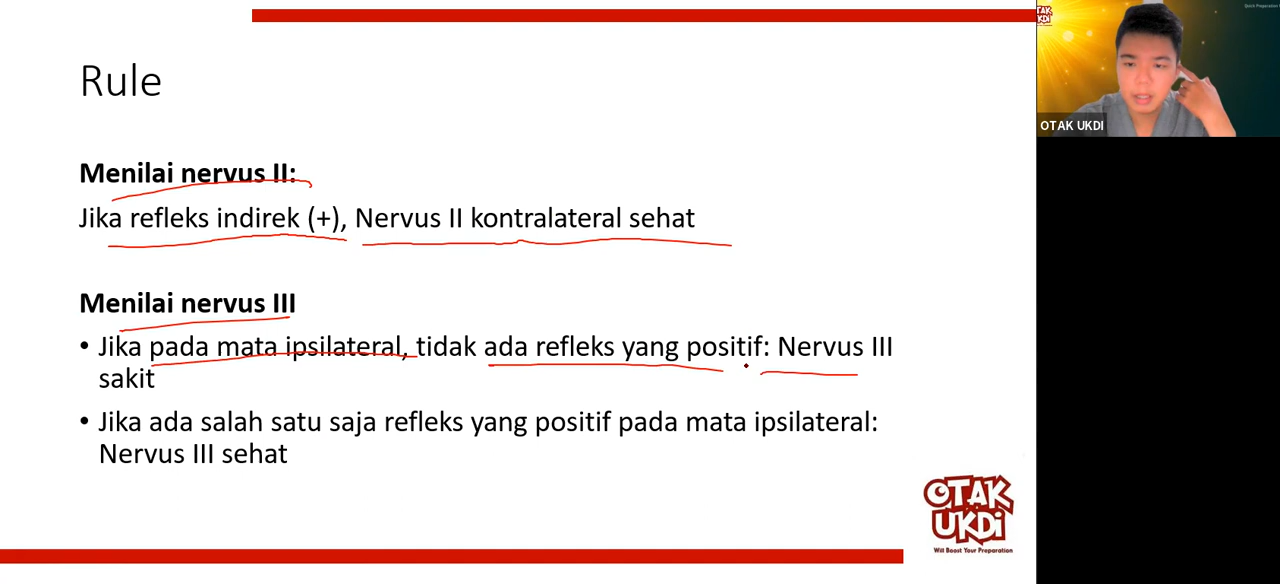 Rule
Menilai nervus II:
Jika refleks indirek (+), Nervus II kontralateral sehat
Menilai nervus III
• Jika pada mata ipsilateral, tidak ada refleks yang positif: Nervus III
sakit
• Jika ada salah satu saja refleks yang positif pada mata ipsilateral:
Nervus III sehat
OTAK
UKDI
Will Boost Your Preparation
OTAK UKDI